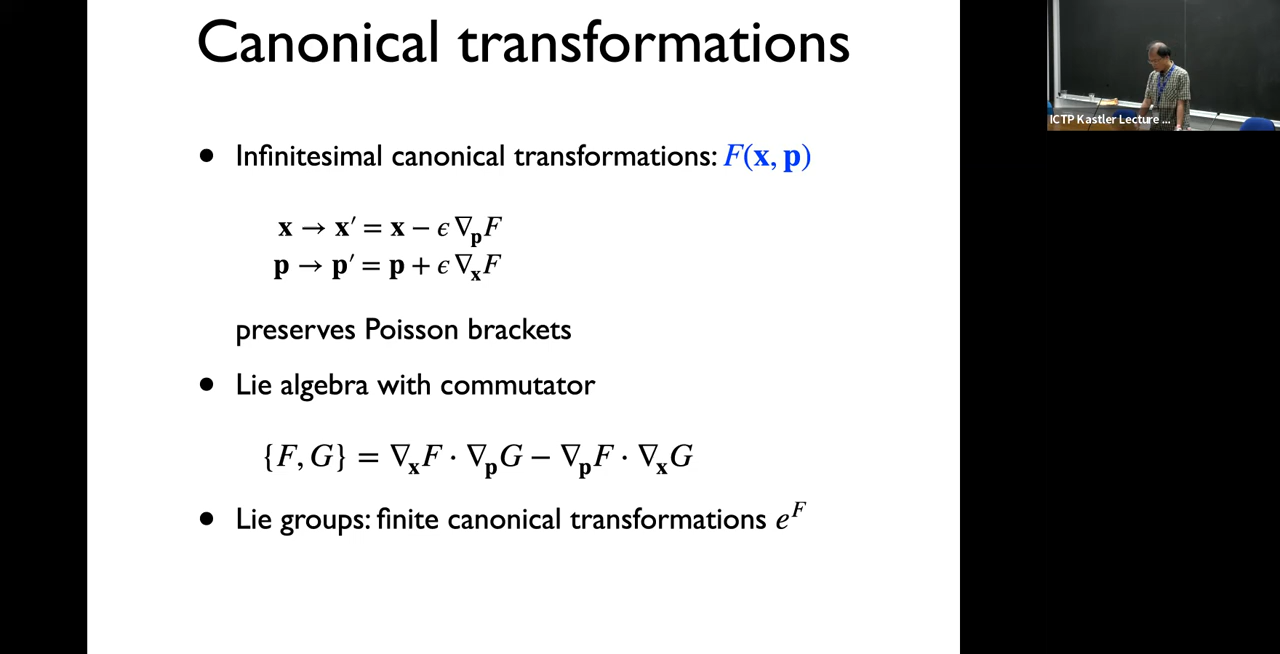 Canonical transformations
• Infinitesimal canonical transformations: F(x, p)
x → x′ = x − ϵ∇ₚF
p → p′ = p + ϵ∇ₓF
preserves Poisson brackets
• Lie algebra with commutator
{F, G} = ∇ₓF · ∇ₚG − ∇ₚF · ∇ₓG
• Lie groups: finite canonical transformations e^F
ICTP Kastler Lecture ...